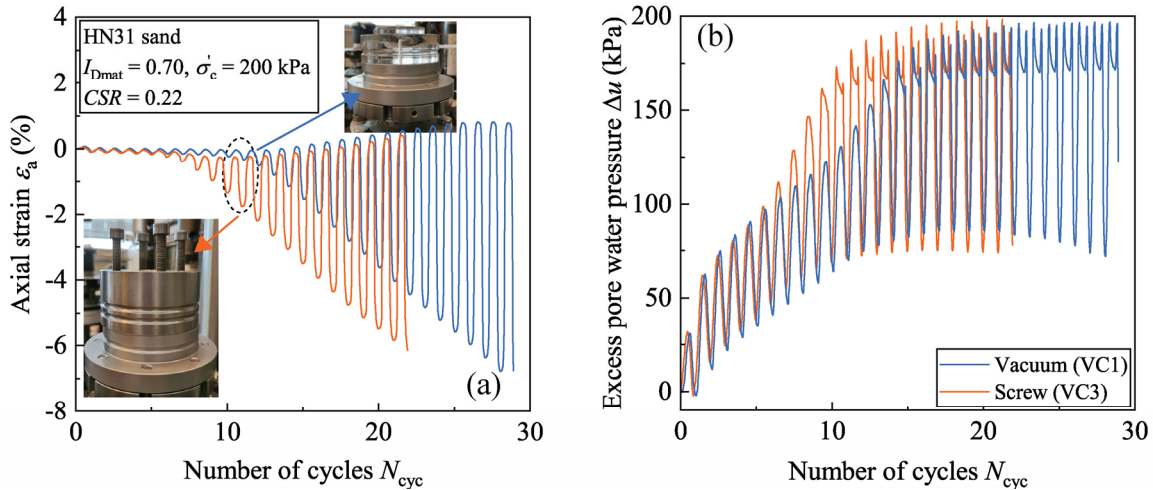 HN31 sand
I_Dmat = 0.70, σ'_c = 200 kPa
CSR = 0.22
Axial strain ε_a (%)
4
2
0
-2
-4
-6
-8
0
10
20
30
Number of cycles N_cyc
(a)
(b)
Excess pore water pressure Δu (kPa)
200
150
100
50
0
0
10
20
30
Number of cycles N_cyc
Vacuum (VC1)
Screw (VC3)